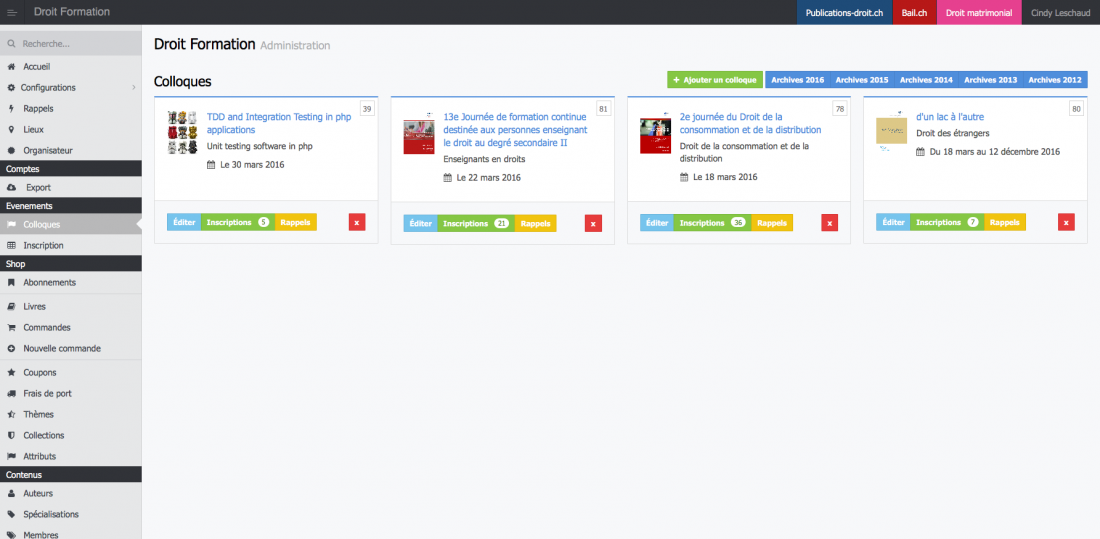 Droit Formation
Publications-droit.ch
Bail.ch
Droit matrimonial
Cindy Leschaud
Recherche...
Accueil
Configurations
Rappels
Lieux
Organisateur
Comptes
Export
Evenements
Colloques
Inscription
Shop
Abonnements
Livres
Commandes
Nouvelle commande
Coupons
Frais de port
Thèmes
Collections
Attributs
Contenus
Auteurs
Spécialisations
Membres
Droit Formation Administration
Colloques
+ Ajouter un colloque
Archives 2016
Archives 2015
Archives 2014
Archives 2013
Archives 2012
39
TDD and Integration Testing in php
applications
Unit testing software in php
Le 30 mars 2016
Éditer
Inscriptions 5
Rappels
x
81
13e Journée de formation continue
destinée aux personnes enseignant
le droit au degré secondaire II
Enseignants en droits
Le 22 mars 2016
Éditer
Inscriptions 21
Rappels
x
78
2e journée du Droit de la
consommation et de la distribution
Droit de la consommation et de la
distribution
Le 18 mars 2016
Éditer
Inscriptions 36
Rappels
x
80
d'un lac à l'autre
Droit des étrangers
Du 18 mars au 12 décembre 2016
Éditer
Inscriptions 7
Rappels
x